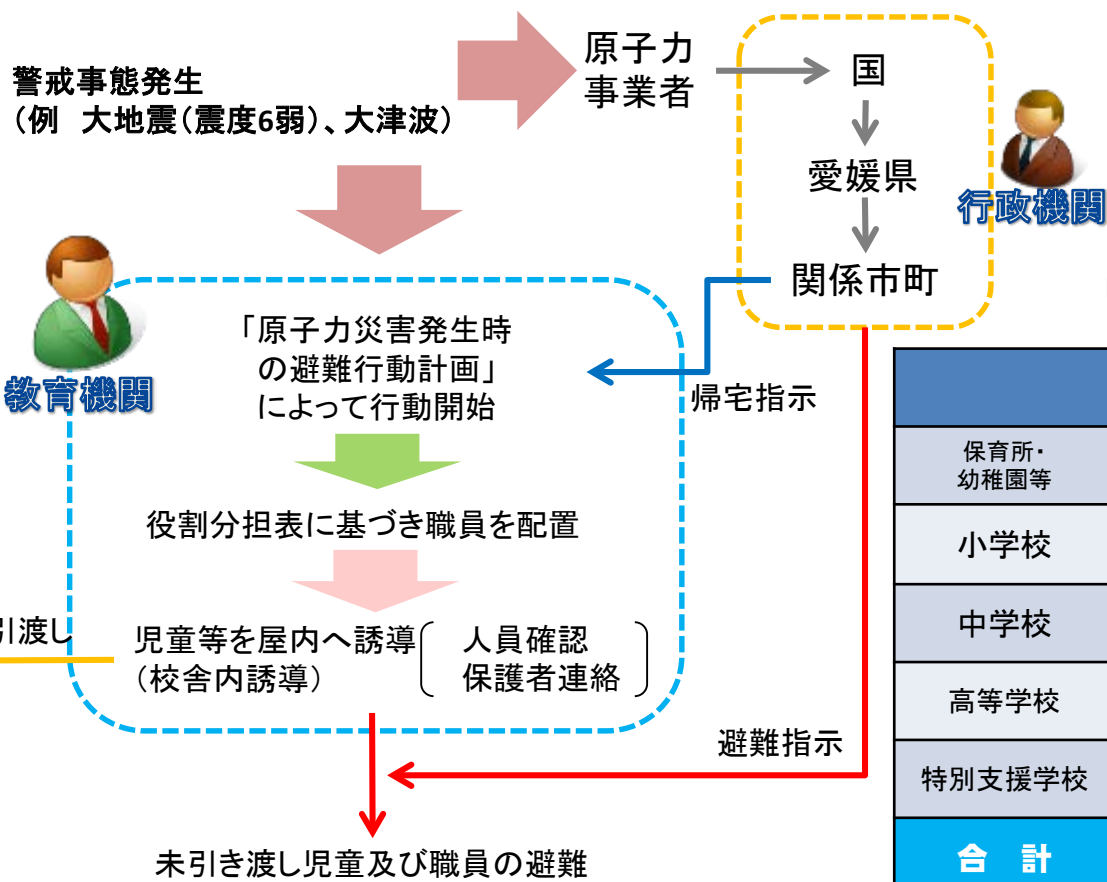 警戒事態発生
(例 大地震(震度6弱)、大津波)
原子力
事業者
国
愛媛県
関係市町
行政機関
教育機関
「原子力災害発生時
の避難行動計画」
によって行動開始
帰宅指示
役割分担表に基づき職員を配置
引渡し
児童等を屋内へ誘導
(校舎内誘導)
人員確認
保護者連絡
避難指示
未引き渡し児童及び職員の避難
保育所・
幼稚園等
小学校
中学校
高等学校
特別支援学校
合 計